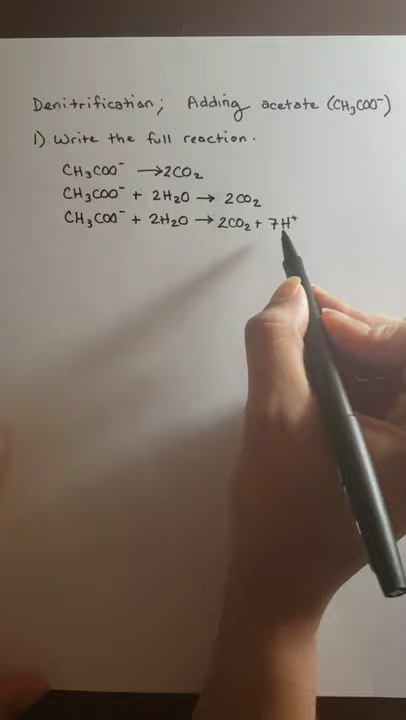 Denitrification; Adding acetate (CH₃COO⁻)
1) Write the full reaction.
CH₃COO⁻ → 2CO₂
CH₃COO⁻ + 2H₂O → 2CO₂
CH₃COO⁻ + 2H₂O → 2CO₂ + 7H⁺